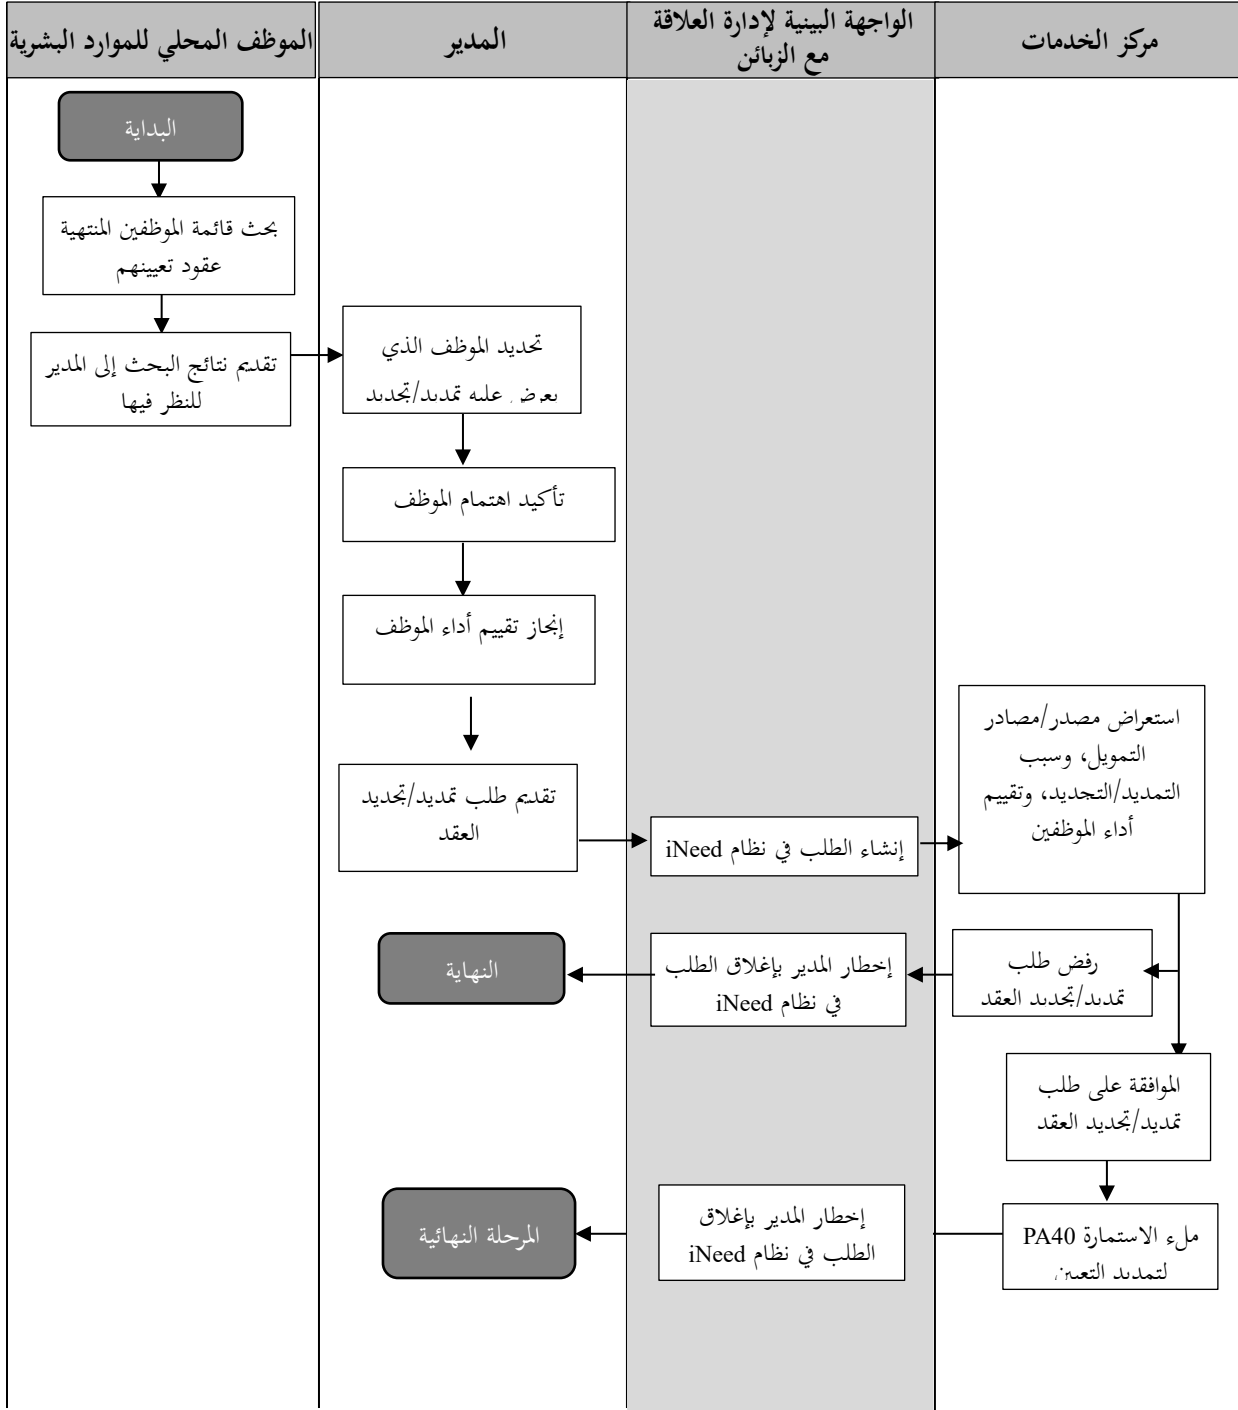 الموظف المحلي للموارد البشرية
المدير
الواجهة البينية لإدارة العلاقة
مع الزبائن
مركز الخدمات
البداية
بحث قائمة الموظفين المنتهية
عقود تعيينهم
تقديم نتائج البحث إلى المدير
للنظر فيها
تحديد الموظف الذي
يعرض عليه تمديد/تجديد
تأكيد اهتمام الموظف
إنجاز تقييم أداء الموظف
تقديم طلب تمديد/تجديد
العقد
إنشاء الطلب في نظام iNeed
استعراض مصدر/مصادر
التمويل، وسبب
التمديد/التجديد، وتقييم
أداء الموظفين
رفض طلب
تمديد/تجديد العقد
إخطار المدير بإغلاق الطلب
في نظام iNeed
النهاية
الموافقة على طلب
تمديد/تجديد العقد
ملء الاستمارة PA40
لتمديد التعيين
إخطار المدير بإغلاق
الطلب في نظام iNeed
المرحلة النهائية